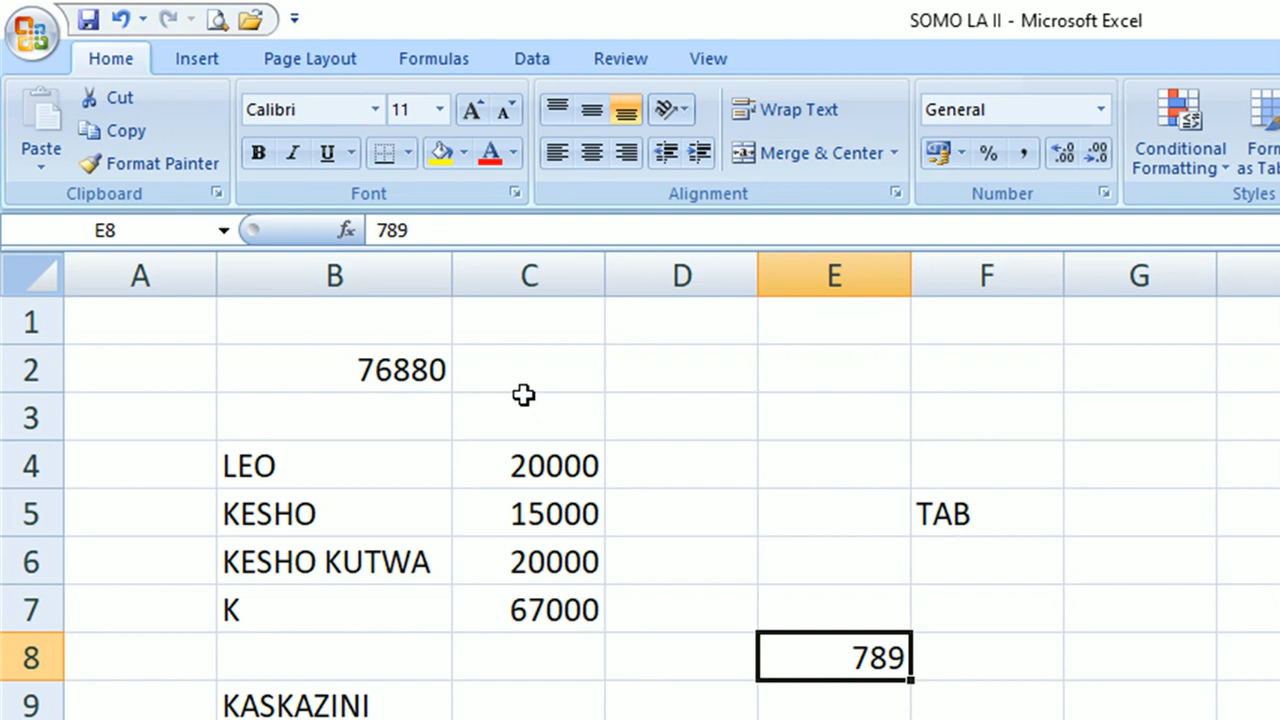 SOMO LA II - Microsoft Excel
Home Insert Page Layout Formulas Data Review View
Paste
Cut
Copy
Format Painter
Clipboard
Calibri 11
B I U A
Font
Wrap Text
Merge & Center
Alignment
General
% , .00 .0
Number
Conditional
Formatting
Form
as Tab
Styles
E8 fx 789
A B C D E F G
1
2 76880
3
4 LEO 20000
5 KESHO 15000 TAB
6 KESHO KUTWA 20000
7 K 67000
8 789
9 KASKAZINI